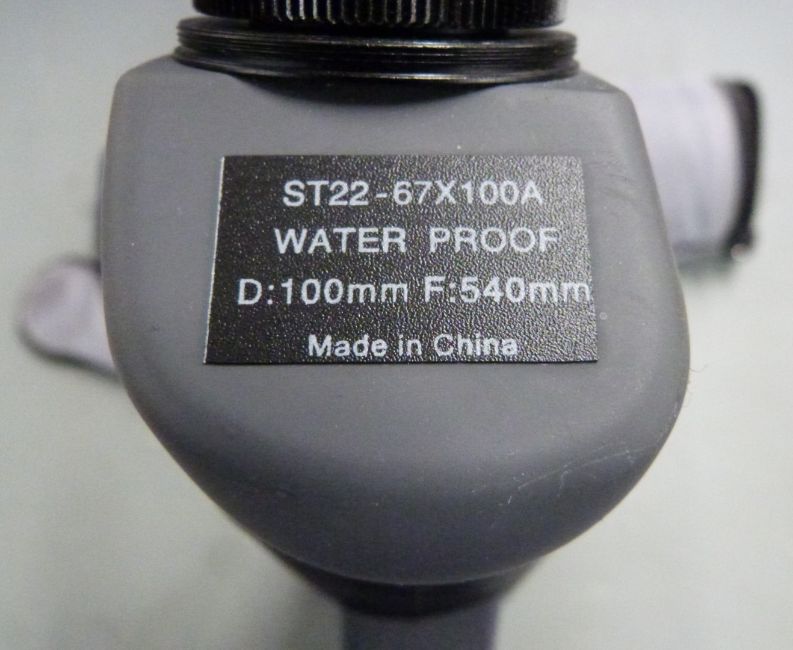 ST22-67X100A
WATER PROOF
D:100mm F:540mm
Made in China